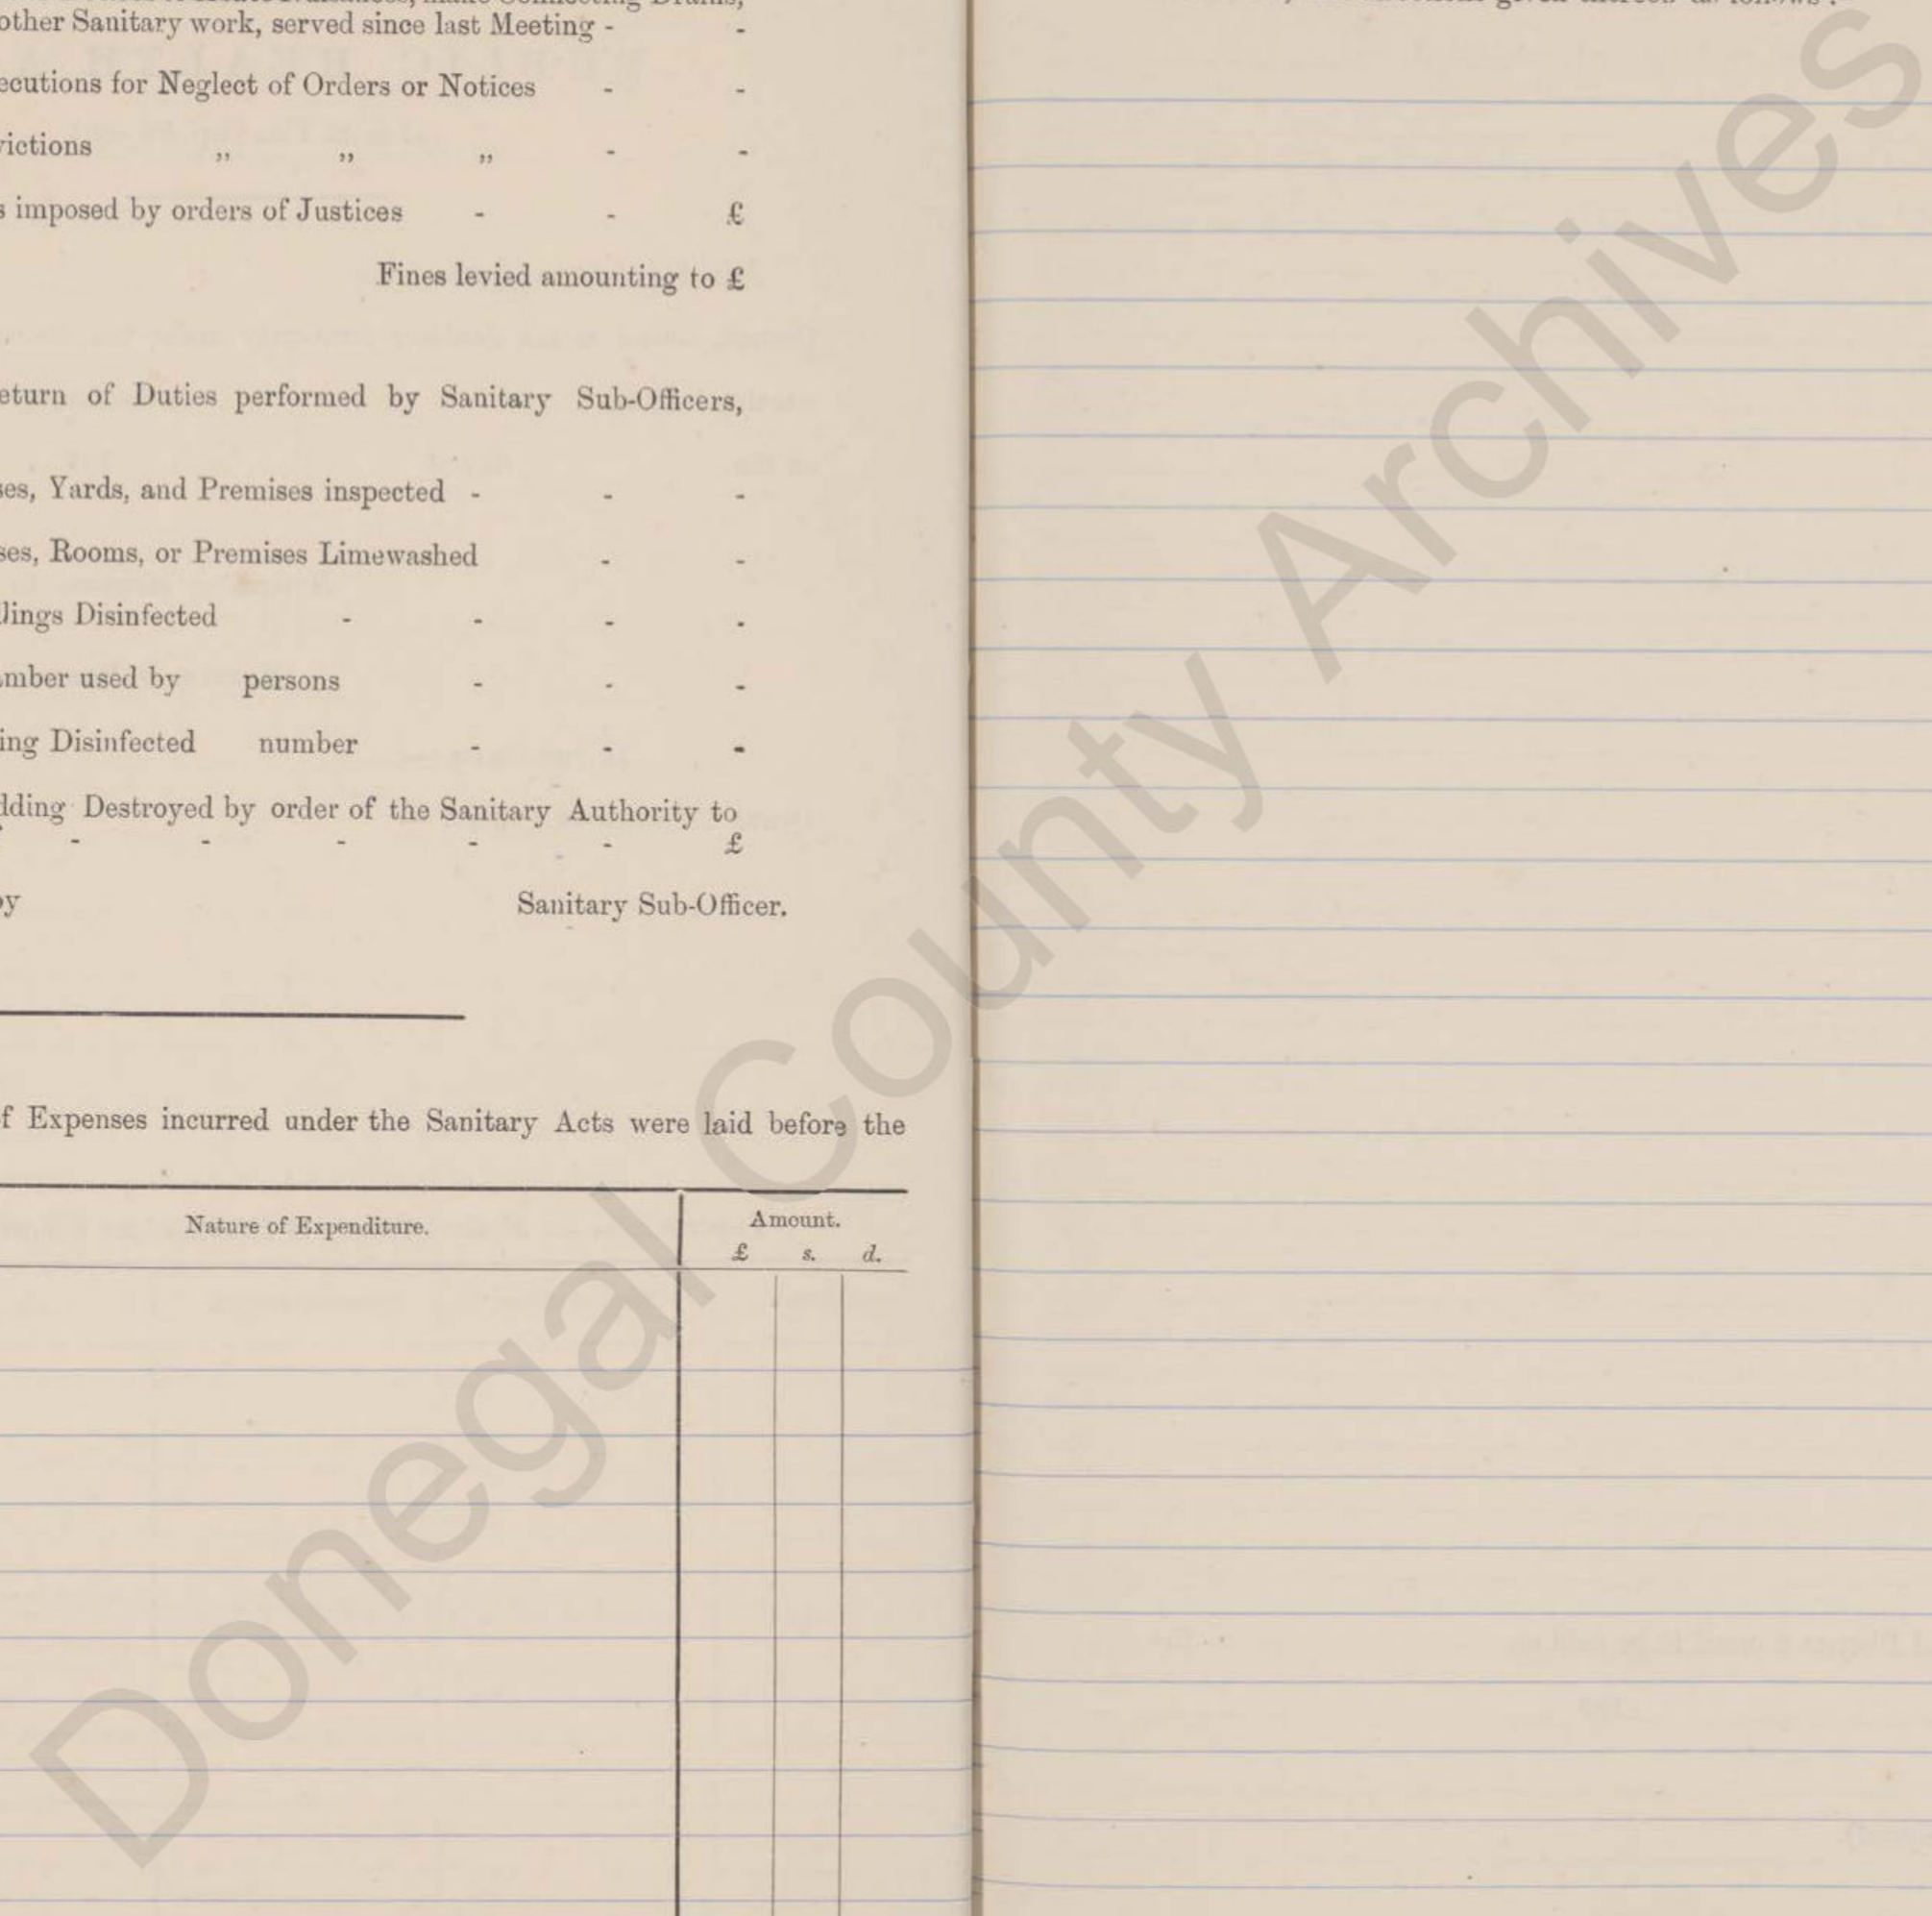 other Sanitary work, served since last Meeting - -
ecutions for Neglect of Orders or Notices - -
ictions ,, ,, ,, - -
s imposed by orders of Justices - - £
Fines levied amounting to £
eturn of Duties performed by Sanitary Sub-Officers,
ses, Yards, and Premises inspected - - -
ses, Rooms, or Premises Limewashed - -
lings Disinfected - - - -
mber used by persons - - -
ing Disinfected number - - -
dding Destroyed by order of the Sanitary Authority to
- - - - - £
by Sanitary Sub-Officer.
f Expenses incurred under the Sanitary Acts were laid before the
Nature of Expenditure. Amount.
£ s. d.
Donegal County Archives